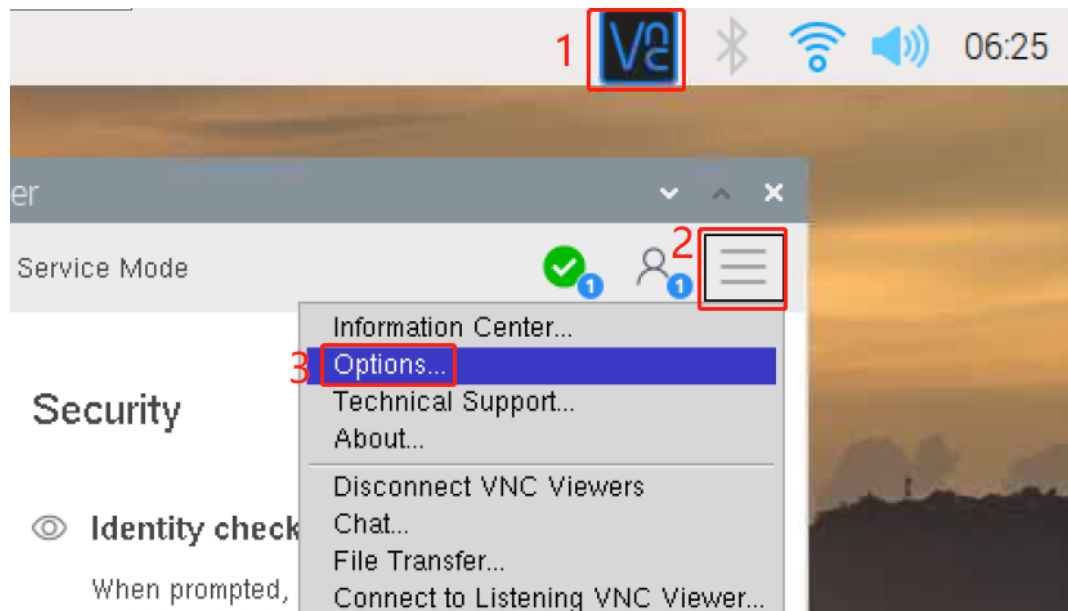 1 VNC 06:25
er
Service Mode 1 1 2
Information Center...
3 Options...
Security
Technical Support...
About...
Disconnect VNC Viewers
Identity check
Chat...
File Transfer...
When prompted,
Connect to Listening VNC Viewer...